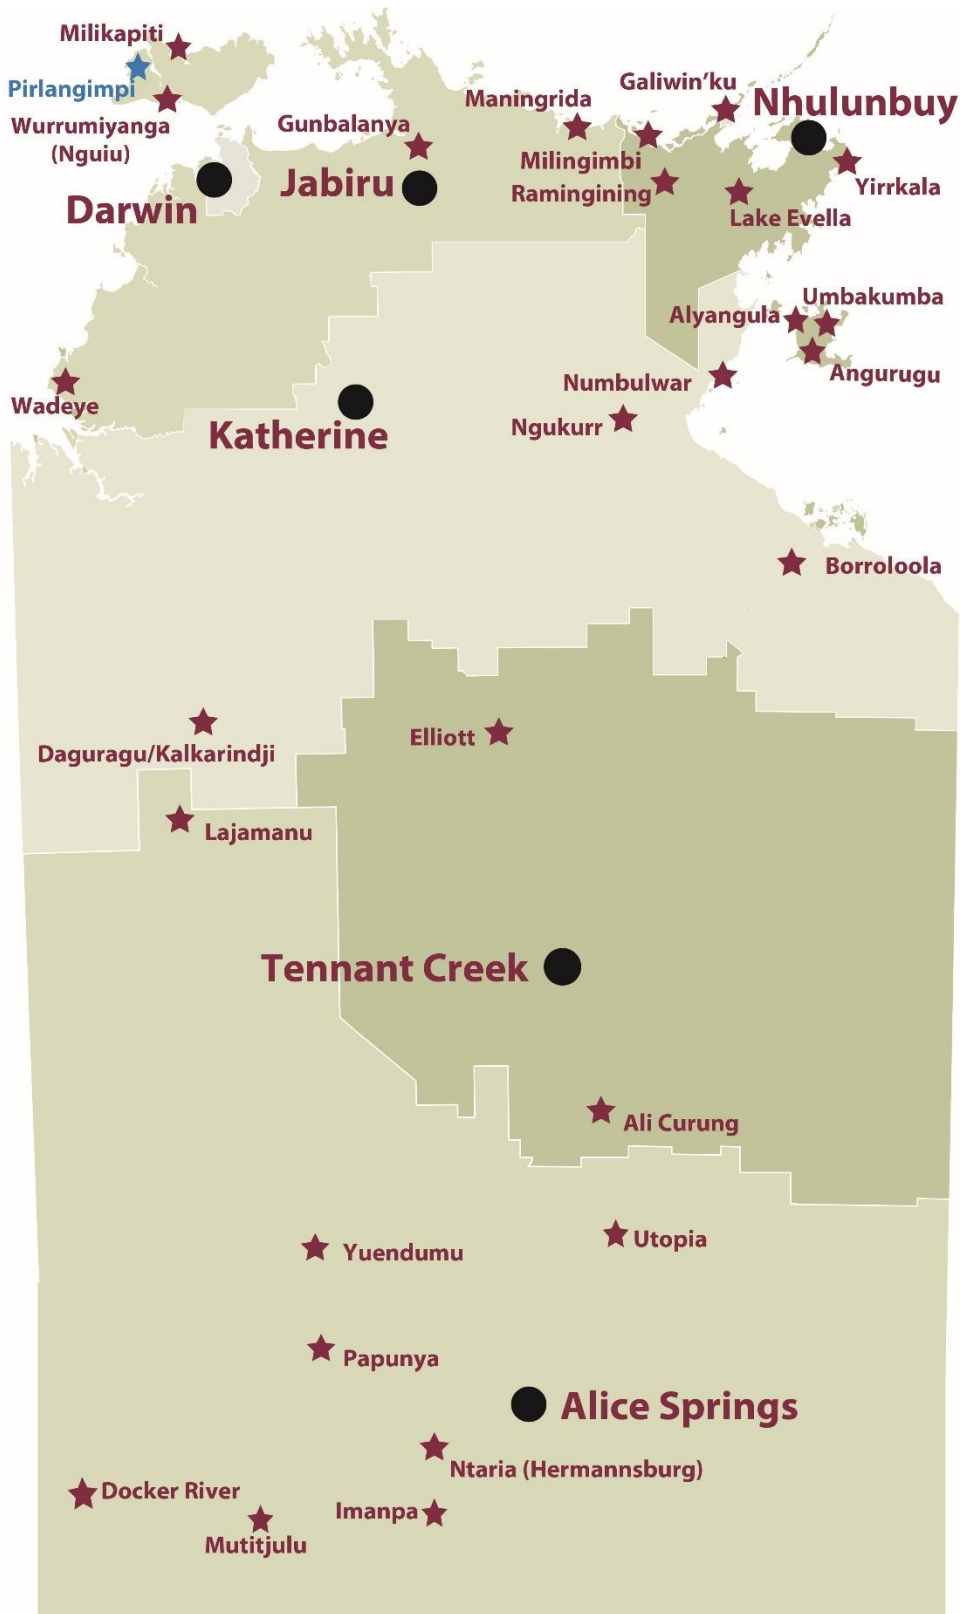 Milikapiti
Pirlangimpi
Wurrumiyanga
(Nguiu)
Darwin
Gunbalanya
Jabiru
Maningrida
Galiwin’ku
Nhulunbuy
Milingimbi
Ramingining
Yirrkala
Lake Evella
Umbakumba
Alyangula
Angurugu
Numbulwar
Ngukurr
Wadeye
Katherine
Borroloola
Daguragu/Kalkarindji
Elliott
Lajamanu
Tennant Creek
Ali Curung
Utopia
Yuendumu
Papunya
Alice Springs
Ntaria (Hermannsburg)
Docker River
Imanpa
Mutitjulu